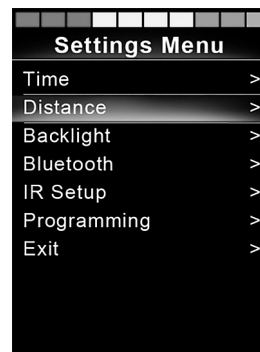 Settings Menu
Time >
Distance >
Backlight >
Bluetooth >
IR Setup >
Programming >
Exit >